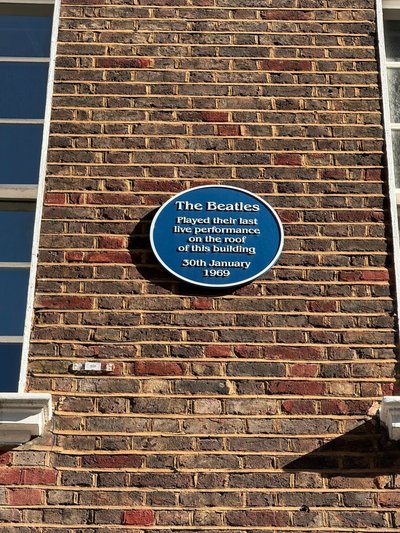 The Beatles
Played their last
live performance
on the roof
of this building
30th January
1969